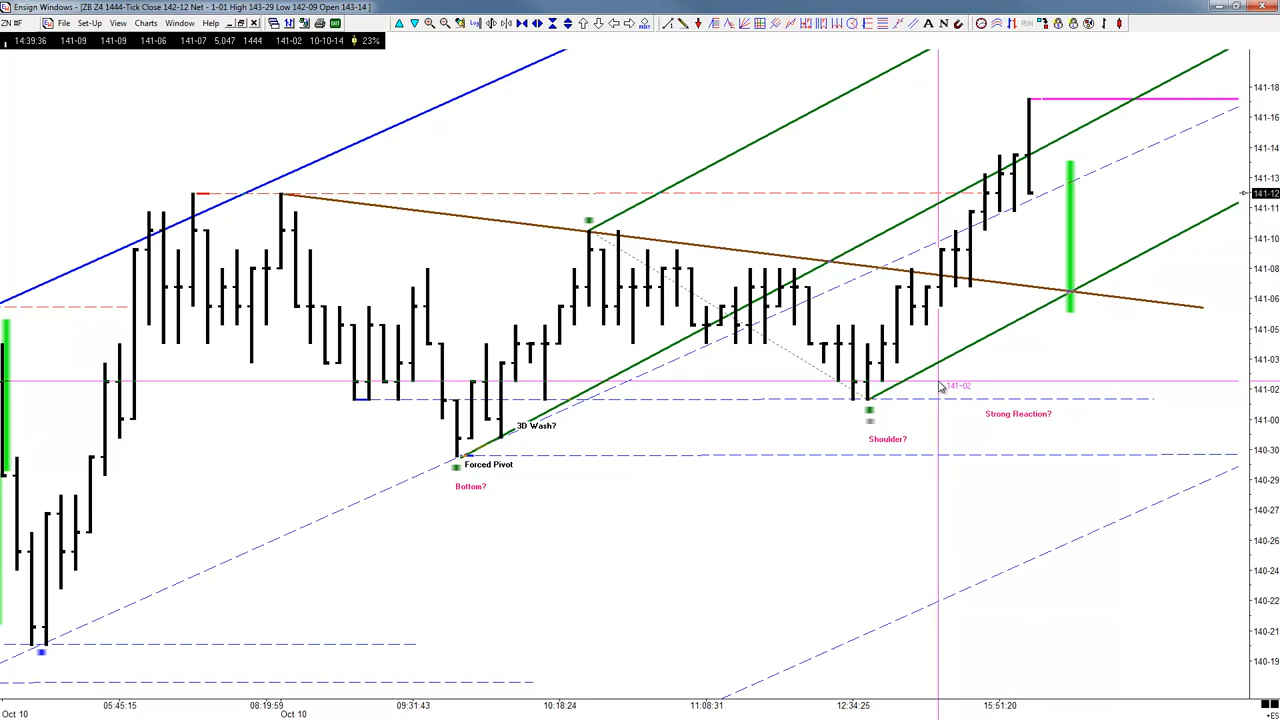 Ensign Windows - [ZB Z4 1444-Tick Close 142-12 Net - 1-01 High 143-29 Low 142-09 Open 143-14 ]
File Set-Up View Charts Window Help
ZN #F 14:39:36 141-09 141-09 141-06 141-07 5,047 1444 141-02 10-10-14 23%
141-18
141-16
141-14
141-13
141-12
141-11
141-10
141-08
141-06
141-05
141-03
141-02
141-02
141-00
Strong Reaction?
3D Wash?
Shoulder?
140-30
Forced Pivot
140-29
Bottom?
140-27
140-26
140-24
140-22
140-21
140-19
05:45:15 08:19:59 09:31:43 10:18:24 11:08:31 12:34:25 15:51:20
Oct 10 Oct 10
+ES